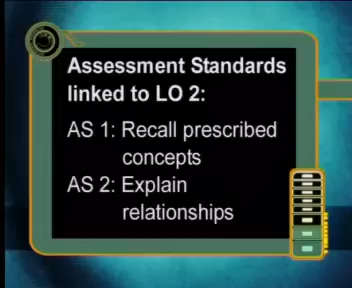 Assessment Standards
linked to LO 2:
AS 1: Recall prescribed
concepts
AS 2: Explain
relationships